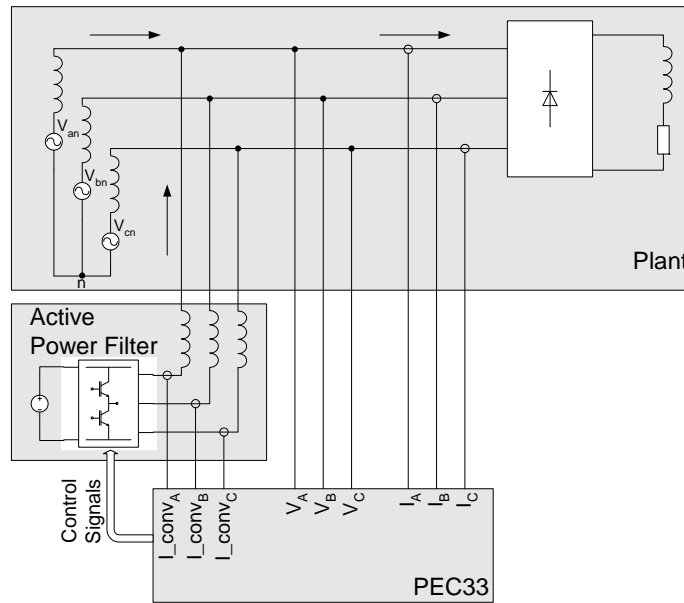 V_an
V_bn
V_cn
n
Plant
Active
Power Filter
Control
Signals
I_conv_A
I_conv_B
I_conv_C
V_A
V_B
V_C
I_A
I_B
I_C
PEC33